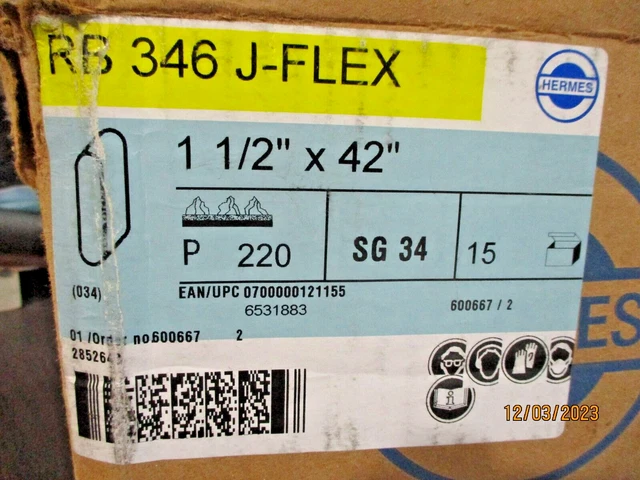 RB 346 J-FLEX
HERMES
1 1/2" x 42"
P 220
SG 34
15
(034)
EAN/UPC 0700000121155
6531883
600667 / 2
01 /Order no600667 2
ES
12/03/2023